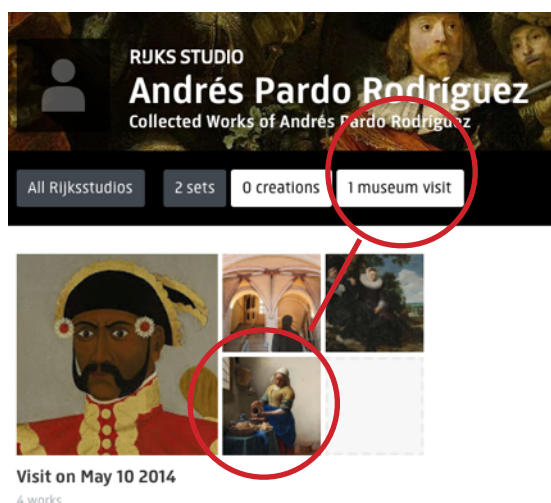 RIJKS STUDIO
Andrés Pardo Rodríguez
Collected Works of Andrés Pardo Rodríguez
All Rijksstudios
2 sets
0 creations
1 museum visit
Visit on May 10 2014
4 works